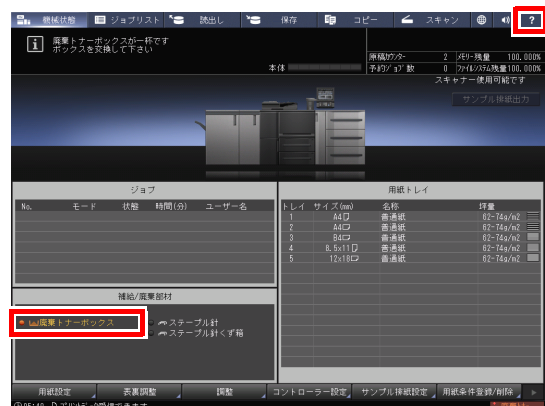 機械状態 ジョブリスト 読出し 保存 コピー スキャン ?
i 廃棄トナーボックスが一杯です
ボックスを交換して下さい
本体
原稿カウンター 2 メモリー残量 100.000%
予約ジョブ数 0 ファイルシステム残量100.000%
スキャナー使用可能です
サンプル排紙出力
ジョブ
No. モード 状態 時間(分) ユーザー名
用紙トレイ
トレイ サイズ(mm) 名称 坪量
1 A4 普通紙 62-74g/m2
2 A4 普通紙 62-74g/m2
3 B4 普通紙 62-74g/m2
4 8.5x11 普通紙 62-74g/m2
5 12x18 普通紙 62-74g/m2
補給/廃棄部材
廃棄トナーボックス ステープル針
ステープル針くず箱
用紙設定 表裏調整 調整 コントローラー設定 サンプル排紙設定 用紙条件登録/削除